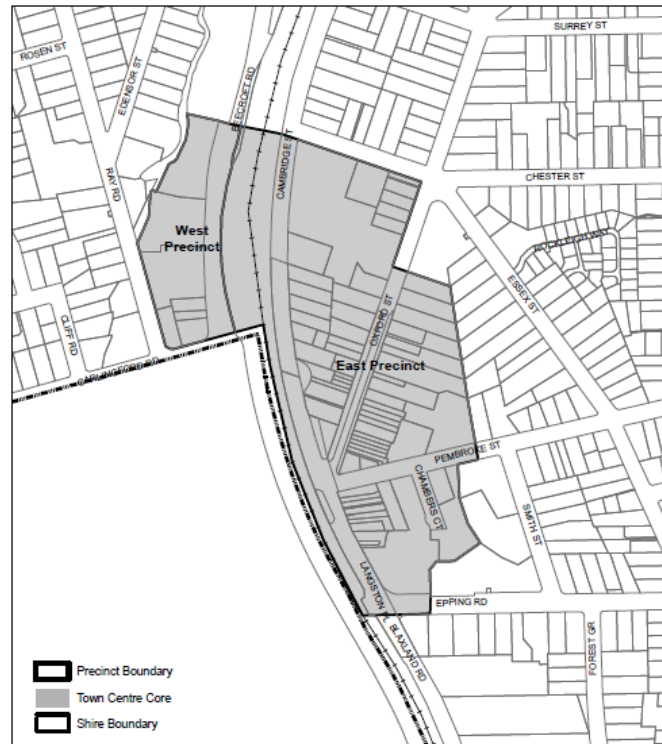 SURREY ST
ROSEN ST
EDENSOR ST
BEECROFT RD
CAMBRIDGE ST
RAY RD
CHESTER ST
West
Precinct
ROCKLEIGH WAY
ESSEX ST
OXFORD ST
CLIFF RD
East Precinct
CARLINGFORD RD
PEMBROKE ST
CHAMBERS CT
SMITH ST
LANGSTON PL
EPPING RD
BLAXLAND RD
FOREST GR
Precinct Boundary
Town Centre Core
Shire Boundary